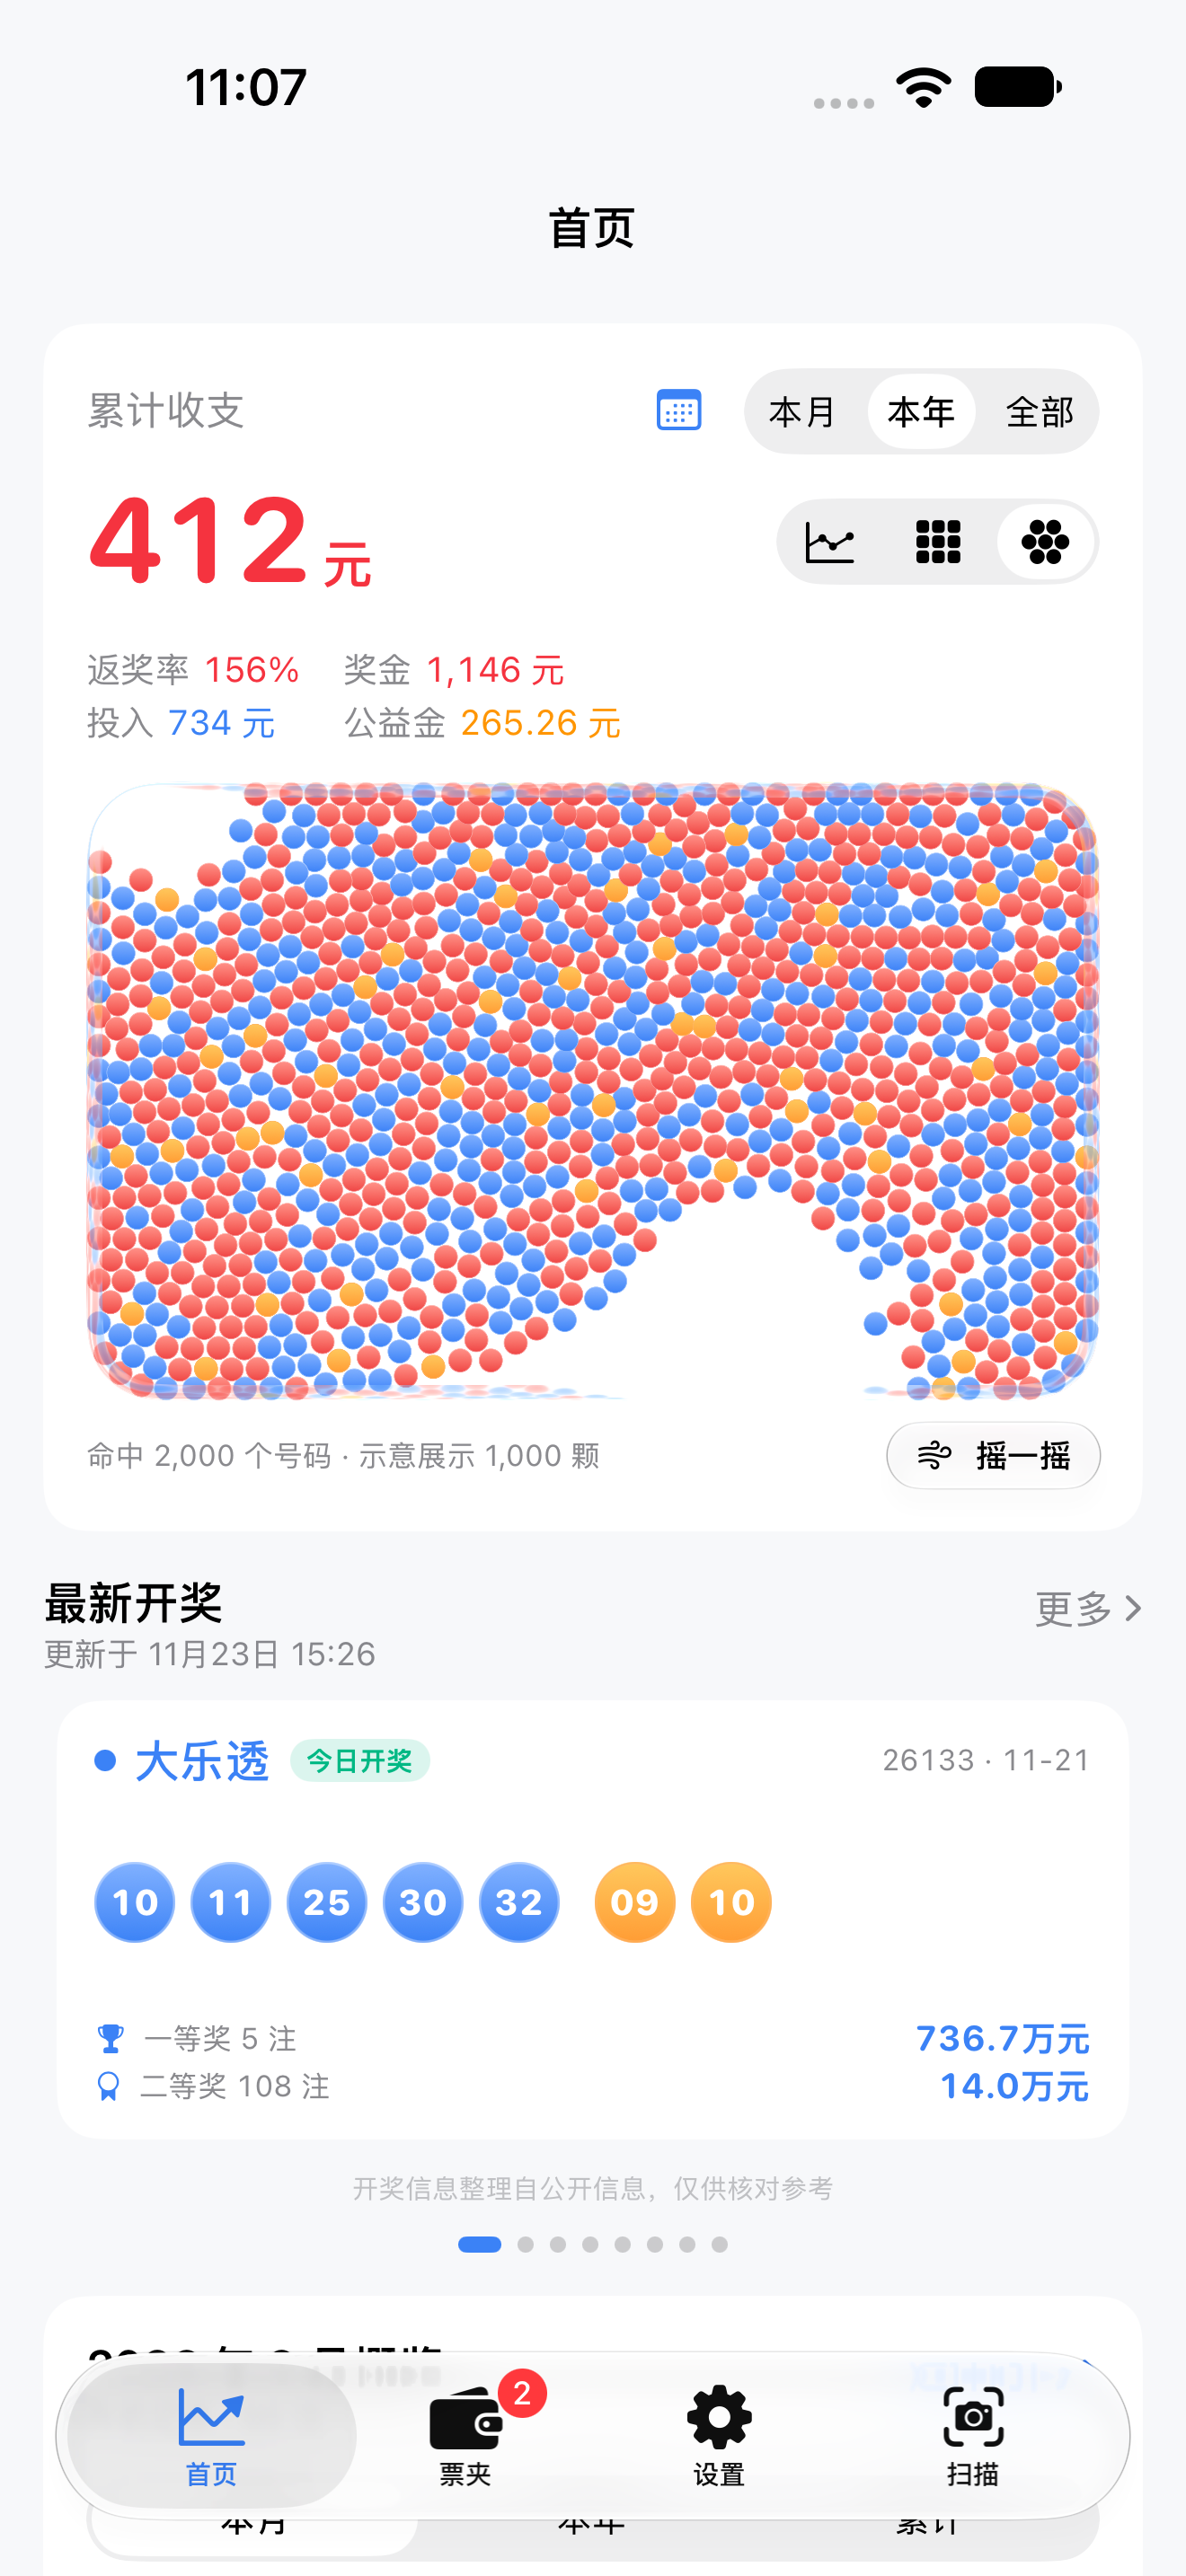 11:07
首页
累计收支
本月 本年 全部
412 元
返奖率 156% 奖金 1,146 元
投入 734 元 公益金 265.26 元
命中 2,000 个号码 · 示意展示 1,000 颗
摇一摇
最新开奖
更多
更新于 11月23日 15:26
大乐透 今日开奖 26133 · 11-21
10 11 25 30 32 09 10
一等奖 5 注 736.7万元
二等奖 108 注 14.0万元
开奖信息整理自公开信息，仅供核对参考
2
首页 票夹 设置 扫描
本月 本年 累计